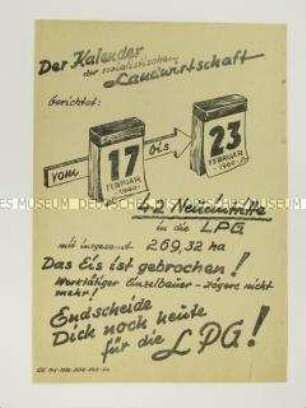 Der Kalender
der sozialistischen
Landwirtschaft
berichtet:
vom
17
FEBRUAR
1960
bis
23
FEBRUAR
1960
42 Neueintritte
in die LPG
mit insgesamt 269,32 ha
Das Eis ist gebrochen!
Werktätiger Einzelbauer - zögere nicht
mehr!
Entscheide
Dich noch heute
für die LPG!